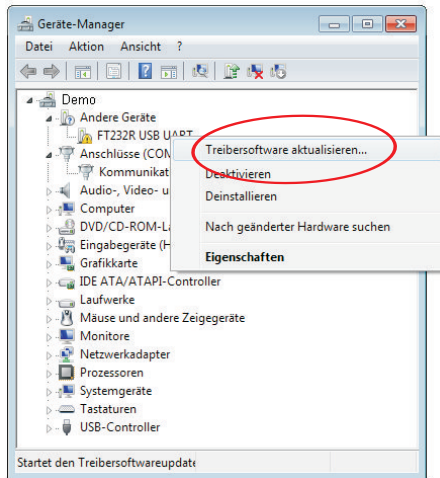 Geräte-Manager
Datei Aktion Ansicht ?
Demo
Andere Geräte
FT232R USB UART
Anschlüsse (COM
Kommunikat
Audio-, Video- u
Computer
DVD/CD-ROM-L
Eingabegeräte (H
Grafikkarte
IDE ATA/ATAPI-Controller
Laufwerke
Mäuse und andere Zeigegeräte
Monitore
Netzwerkadapter
Prozessoren
Systemgeräte
Tastaturen
USB-Controller
Treibersoftware aktualisieren...
Deaktivieren
Deinstallieren
Nach geänderter Hardware suchen
Eigenschaften
Startet den Treibersoftwareupdate